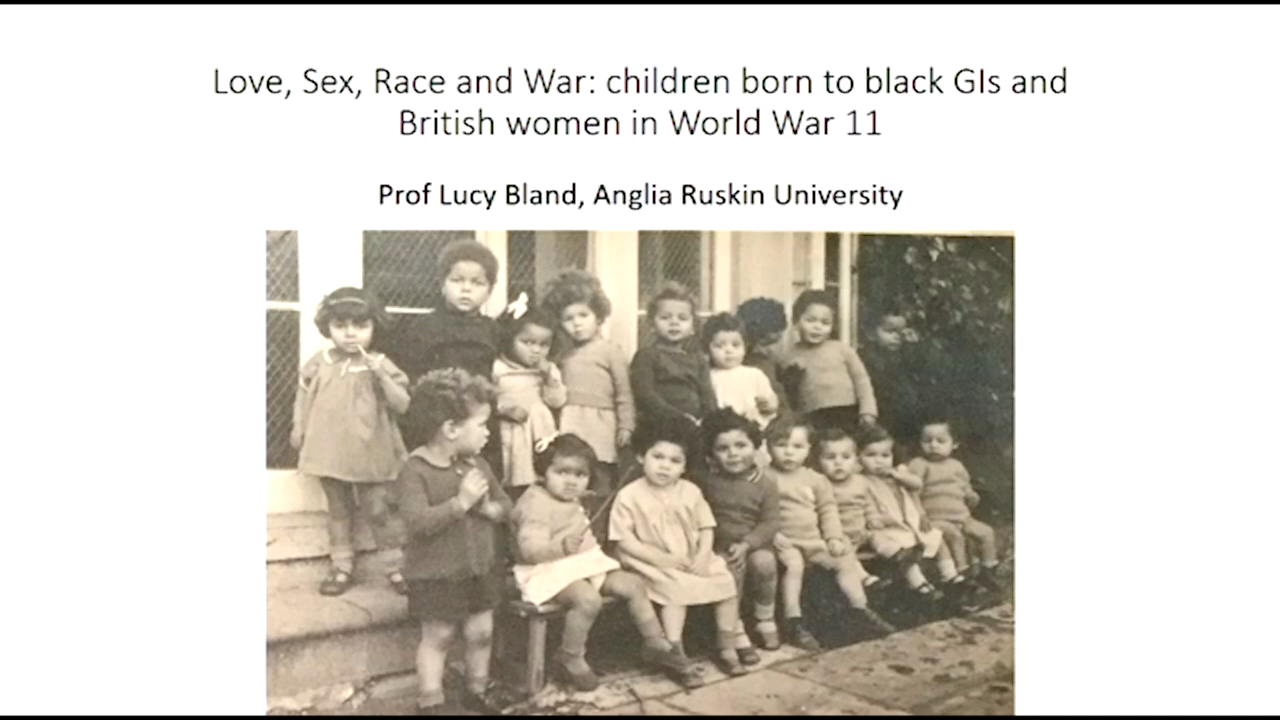 Love, Sex, Race and War: children born to black GIs and
British women in World War 11
Prof Lucy Bland, Anglia Ruskin University